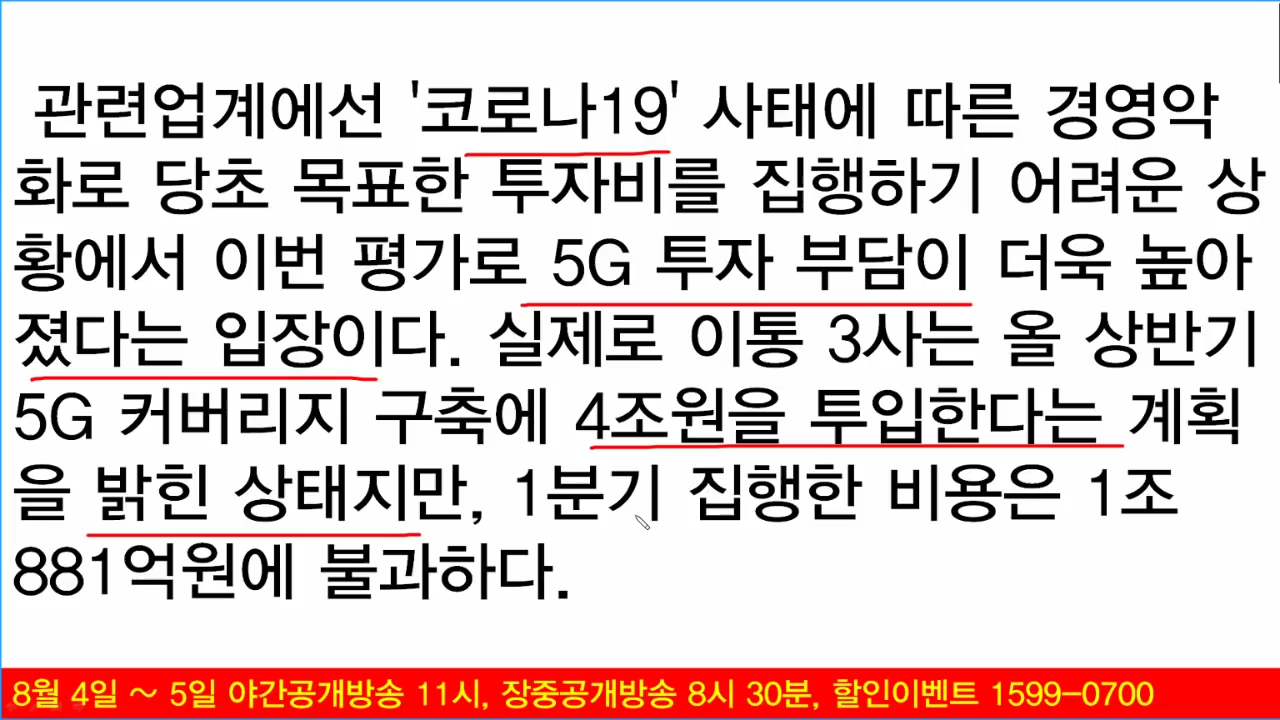 관련업계에선 '코로나19' 사태에 따른 경영악
화로 당초 목표한 투자비를 집행하기 어려운 상
황에서 이번 평가로 5G 투자 부담이 더욱 높아
졌다는 입장이다. 실제로 이통 3사는 올 상반기
5G 커버리지 구축에 4조원을 투입한다는 계획
을 밝힌 상태지만, 1분기 집행한 비용은 1조
881억원에 불과하다.
8월 4일 ~ 5일 야간공개방송 11시, 장중공개방송 8시 30분, 할인이벤트 1599-0700